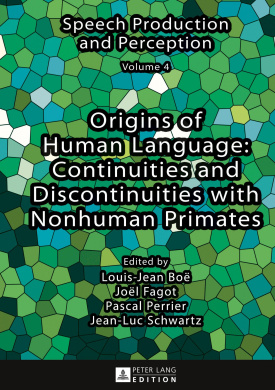 Speech Production
and Perception
Volume 4
Origins of
Human Language:
Continuities and
Discontinuities with
Nonhuman Primates
Edited by
Louis-Jean Boë
Joël Fagot
Pascal Perrier
Jean-Luc Schwartz
PETER LANG
EDITION